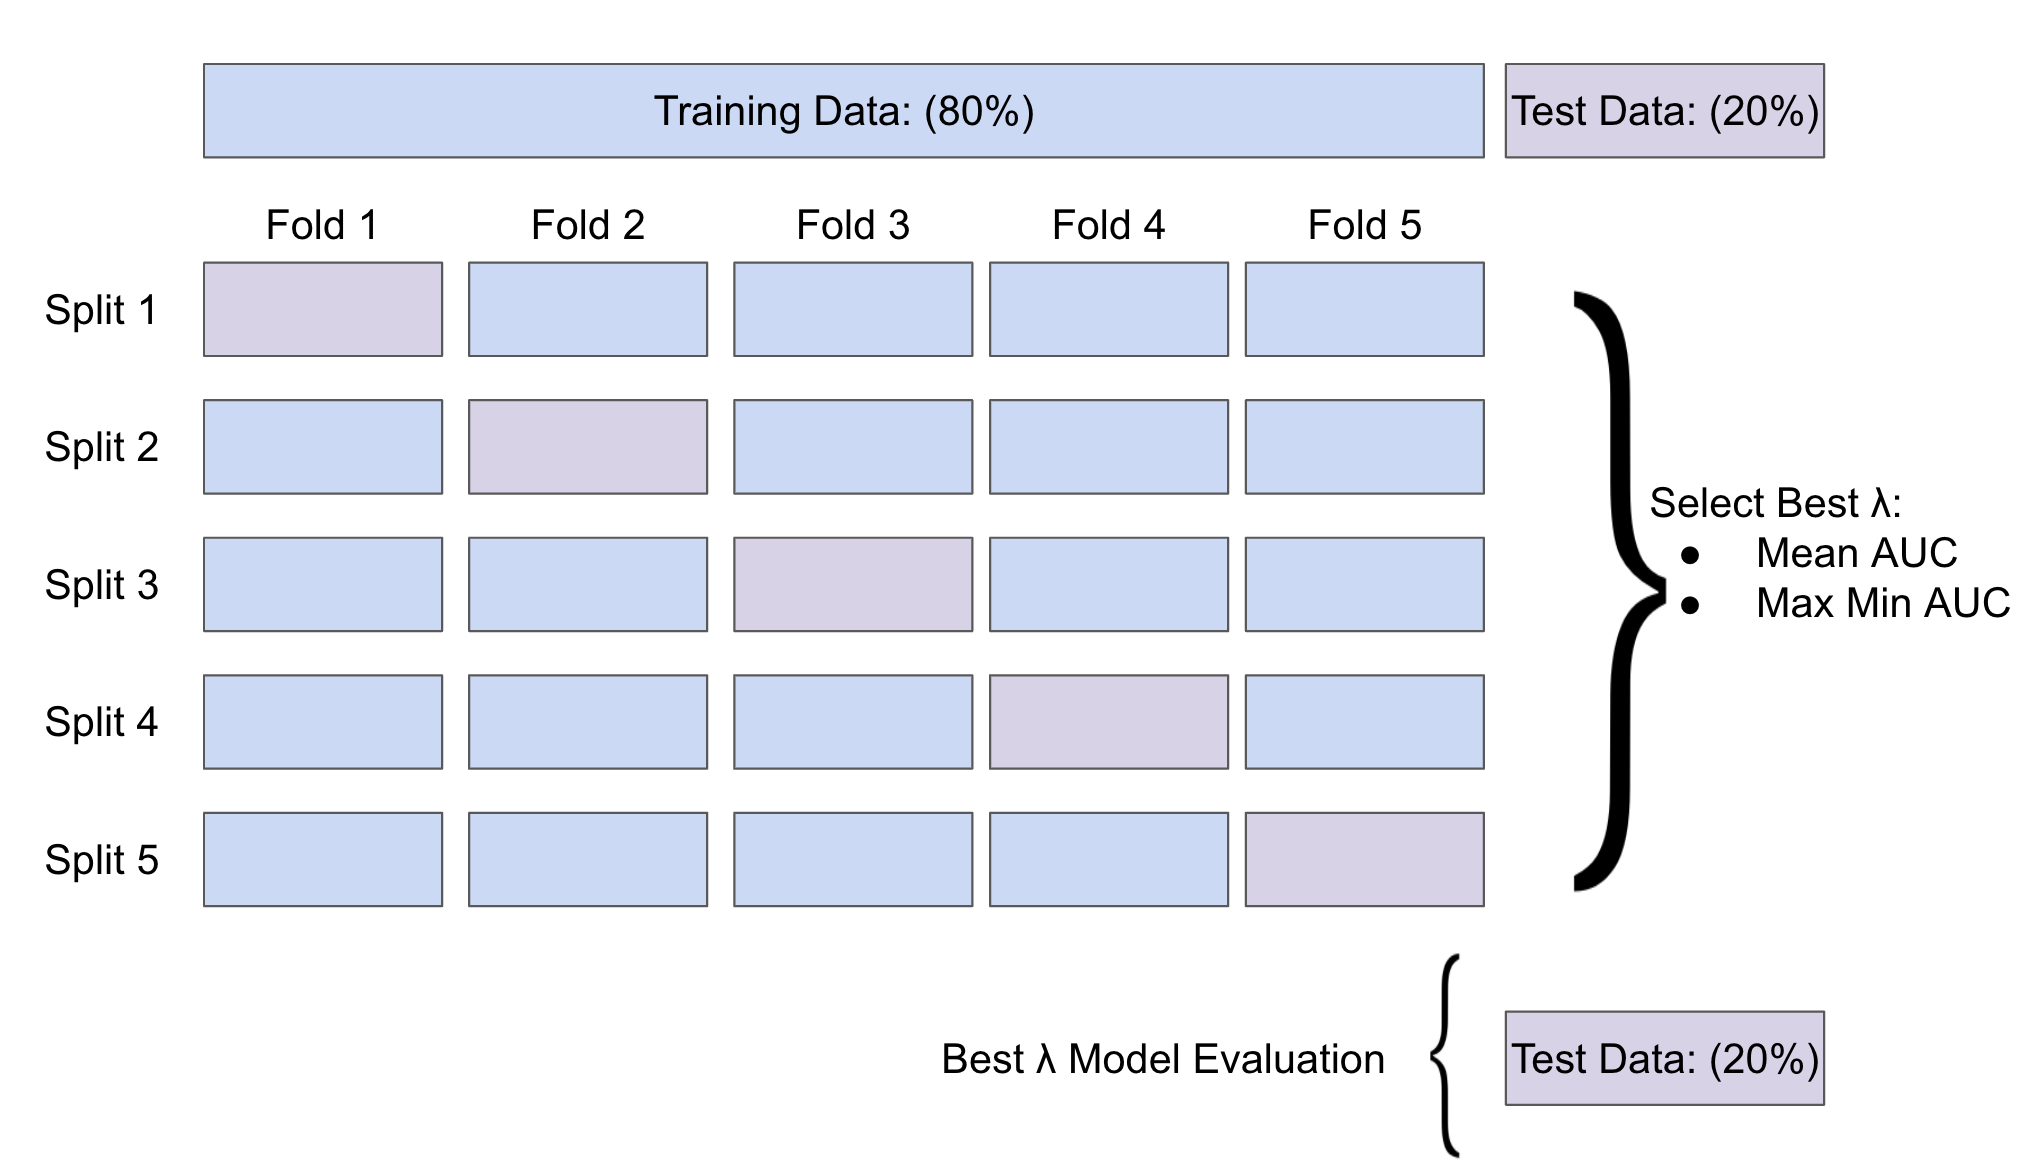 Training Data: (80%)
Test Data: (20%)
Fold 1
Fold 2
Fold 3
Fold 4
Fold 5
Split 1
Split 2
Split 3
Split 4
Split 5
Select Best λ:
● Mean AUC
● Max Min AUC
Best λ Model Evaluation
Test Data: (20%)